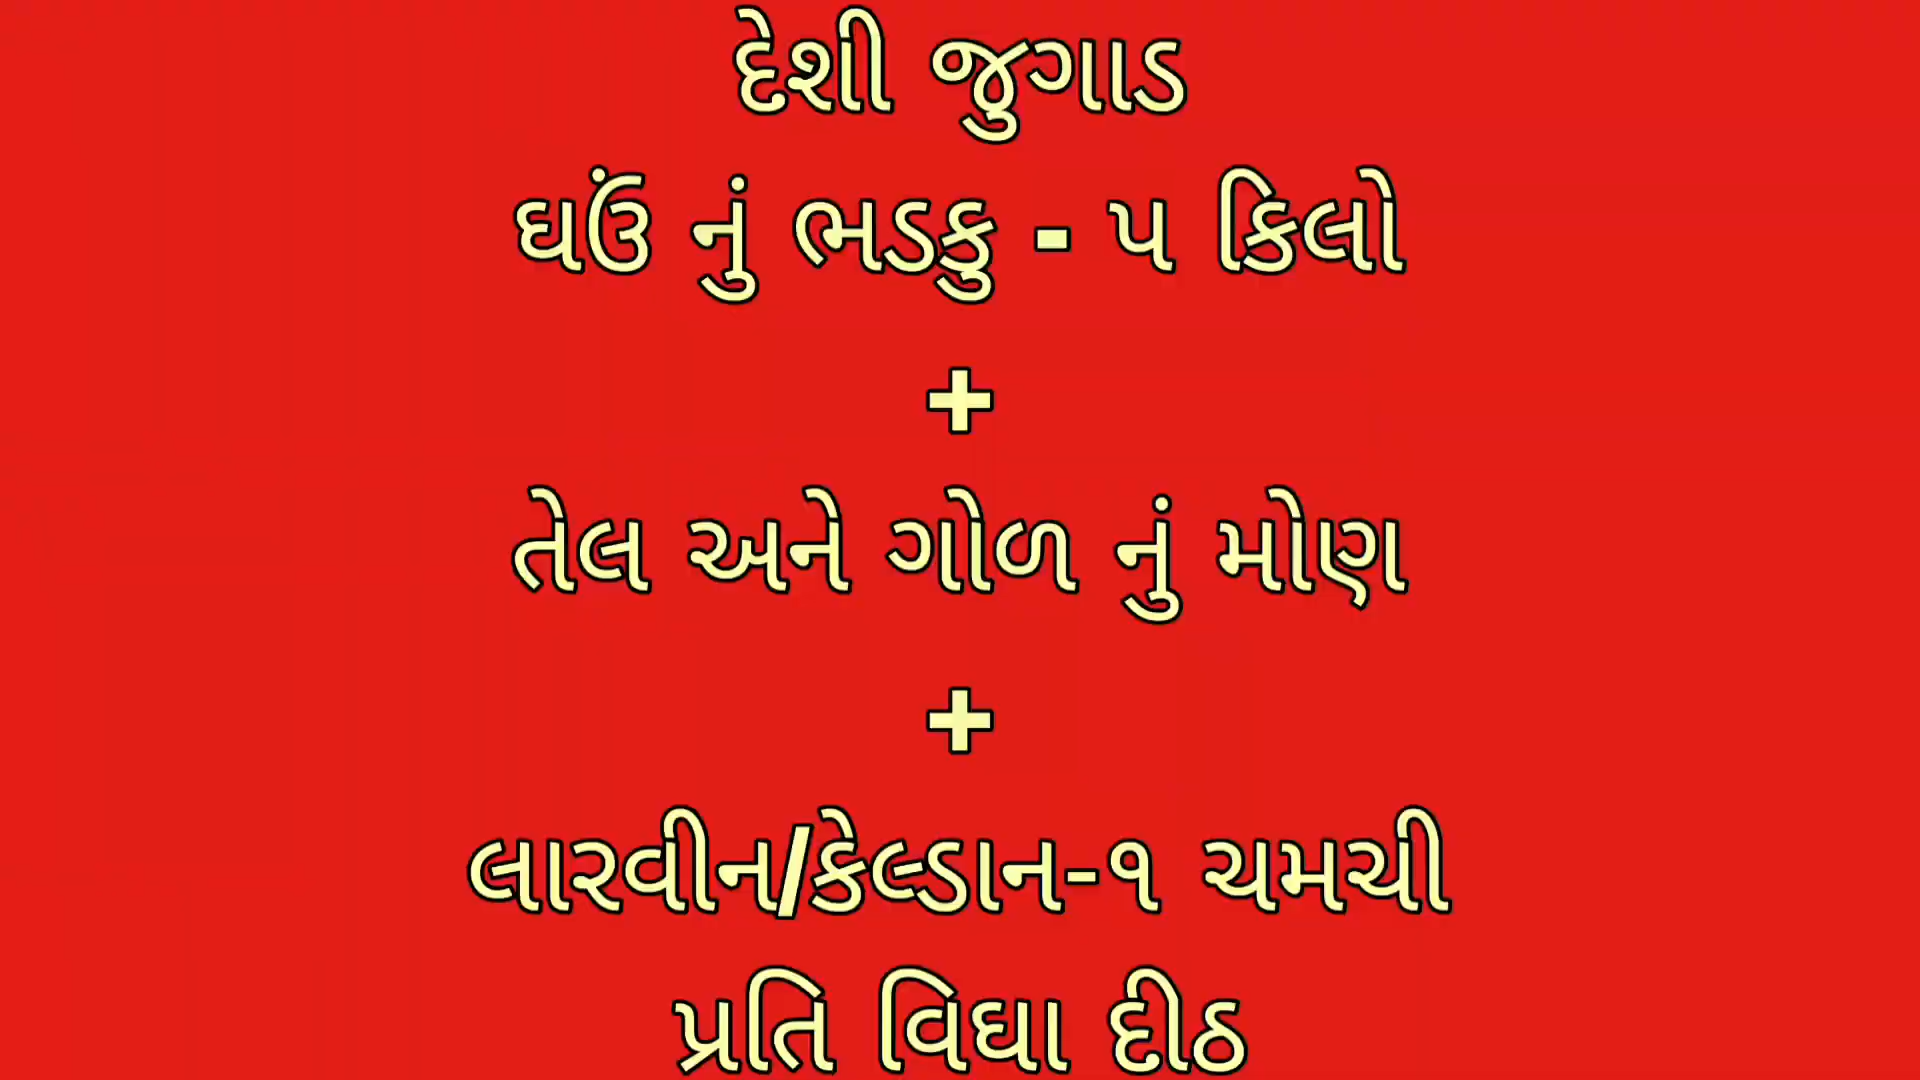 દેશી જુગાડ
ઘઉં નું ભડકુ - ૫ કિલો
+
તેલ અને ગોળ નું મોણ
+
લારવીન/કેલ્ડાન-૧ ચમચી
પ્રતિ વિઘા દીઠ